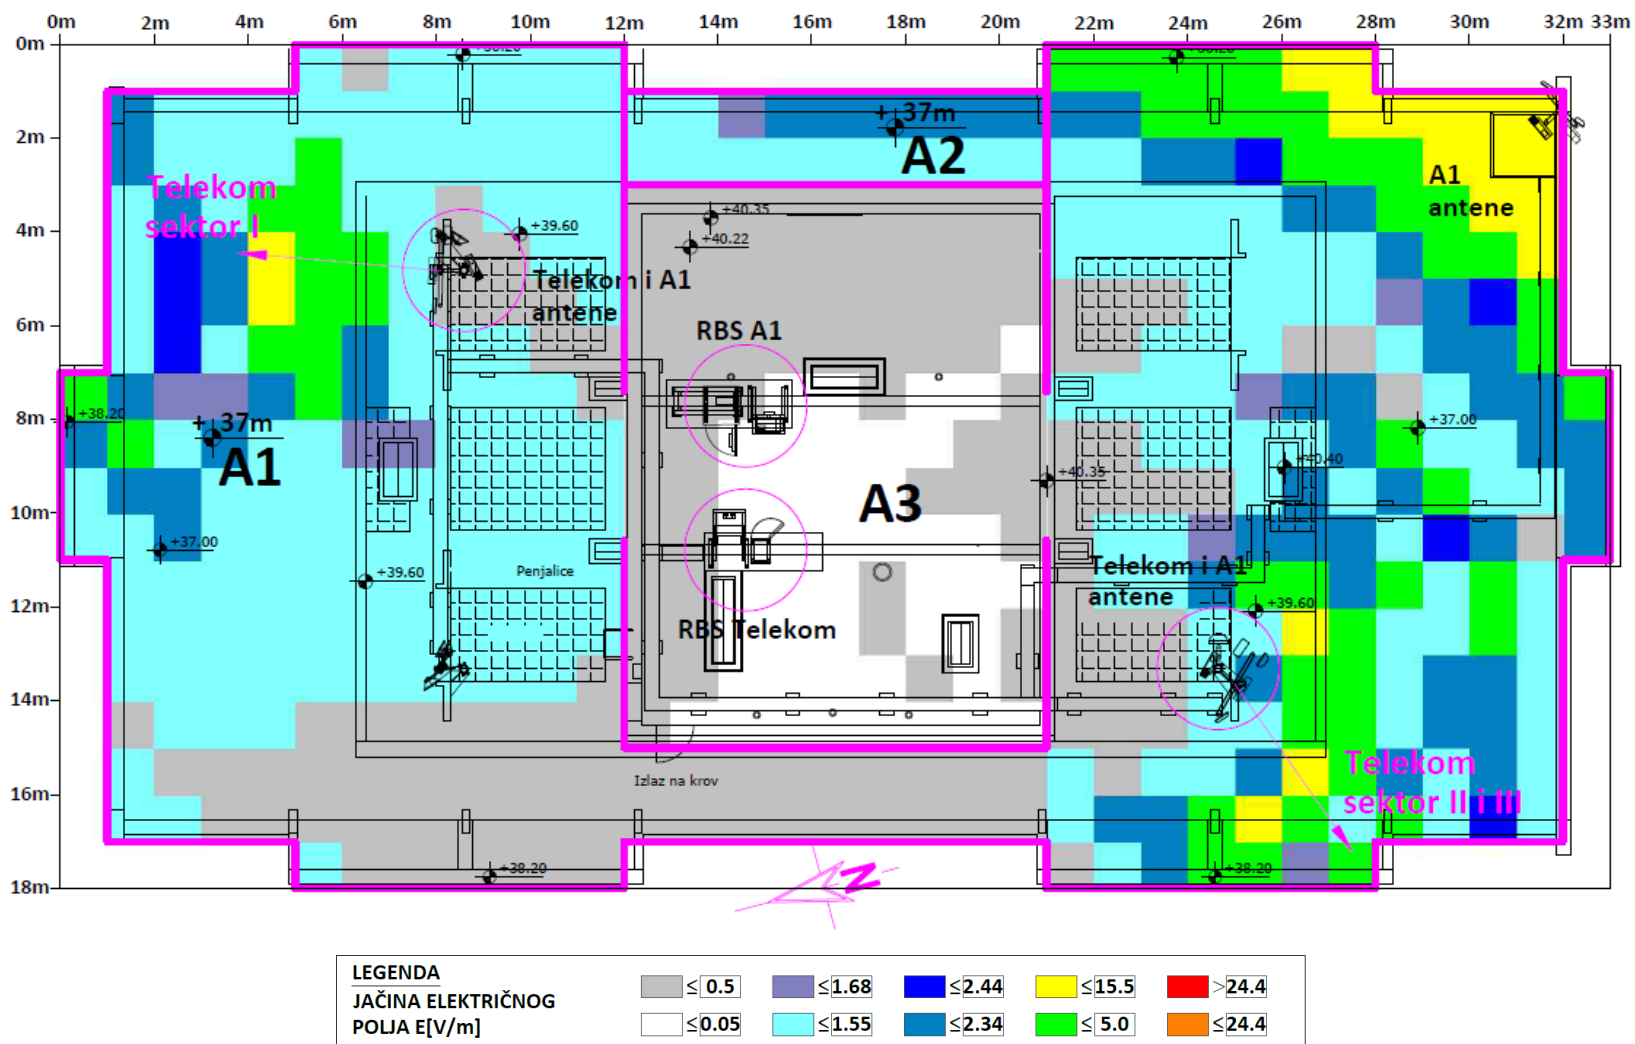 0m 2m 4m 6m 8m 10m 12m 14m 16m 18m 20m 22m 24m 26m 28m 30m 32m 33m
0m
+38.20
+38.20
+37m
A2
2m
A1
antene
Telekom
sektor I
+40.35
4m
+39.60
+40.22
Telekom i A1
antene
6m
RBS A1
8m
+38.20
+37m
+37.00
A1
+40.35
+40.40
A3
10m
+37.00
Telekom i A1
antene
+39.60
Penjalice
12m
+39.60
RBS Telekom
14m
Telekom
sektor II i III
Izlaz na krov
16m
18m
+38.20
+38.20
N
LEGENDA
JAČINA ELEKTRIČNOG
POLJA E[V/m]
≤ 0.5 ≤1.68 ≤2.44 ≤15.5 >24.4
≤0.05 ≤1.55 ≤2.34 ≤ 5.0 ≤24.4